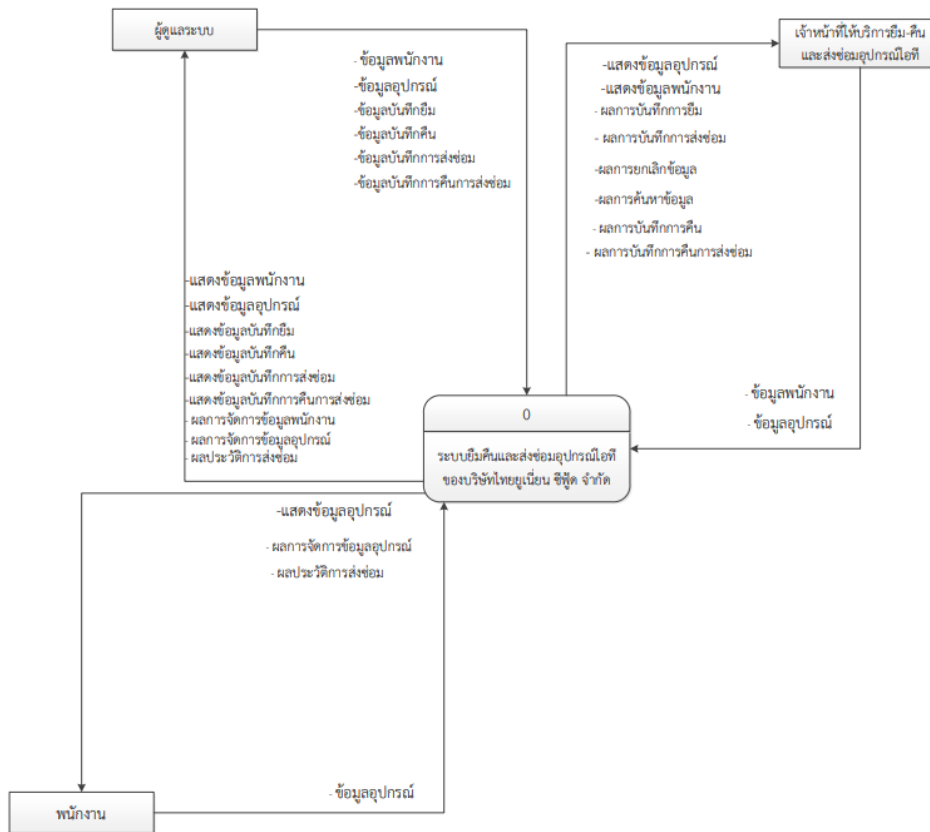 ผู้ดูแลระบบ
เจ้าหน้าที่ให้บริการยืม-คืน
และส่งซ่อมอุปกรณ์ไอที
- ข้อมูลพนักงาน
-ข้อมูลอุปกรณ์
-ข้อมูลบันทึกยืม
-ข้อมูลบันทึกคืน
-ข้อมูลบันทึกการส่งซ่อม
-ข้อมูลบันทึกการคืนการส่งซ่อม
-แสดงข้อมูลอุปกรณ์
-แสดงข้อมูลพนักงาน
- ผลการบันทึกการยืม
- ผลการบันทึกการส่งซ่อม
-ผลการยกเลิกข้อมูล
-ผลการค้นหาข้อมูล
- ผลการบันทึกการคืน
- ผลการบันทึกการคืนการส่งซ่อม
-แสดงข้อมูลพนักงาน
-แสดงข้อมูลอุปกรณ์
-แสดงข้อมูลบันทึกยืม
-แสดงข้อมูลบันทึกคืน
-แสดงข้อมูลบันทึกการส่งซ่อม
-แสดงข้อมูลบันทึกการคืนการส่งซ่อม
- ผลการจัดการข้อมูลพนักงาน
- ผลการจัดการข้อมูลอุปกรณ์
- ผลประวัติการส่งซ่อม
- ข้อมูลพนักงาน
- ข้อมูลอุปกรณ์
0
ระบบยืมคืนและส่งซ่อมอุปกรณ์ไอที
ของบริษัทไทยยูเนี่ยน ซีฟู้ด จำกัด
-แสดงข้อมูลอุปกรณ์
- ผลการจัดการข้อมูลอุปกรณ์
- ผลประวัติการส่งซ่อม
- ข้อมูลอุปกรณ์
พนักงาน